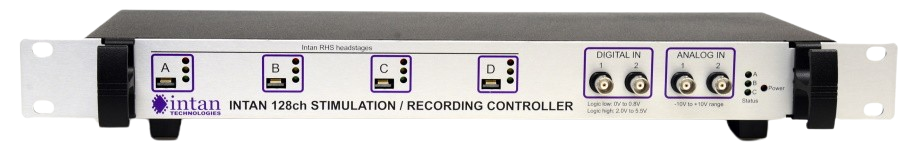 Intan RHS headstages
A
B
C
D
DIGITAL IN
1 2
Logic low: 0V to 0.8V
Logic high: 2.0V to 5.5V
ANALOG IN
1 2
-10V to +10V range
A
B
C
Status
Power
intan
TECHNOLOGIES
INTAN 128ch STIMULATION / RECORDING CONTROLLER